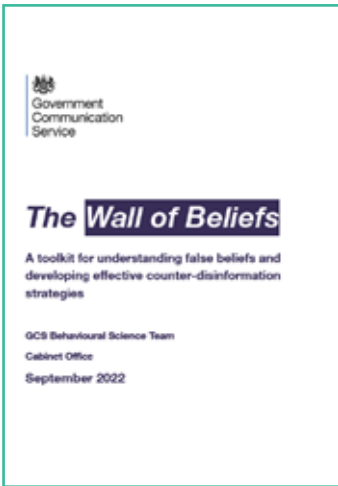 Government
Communication
Service
The Wall of Beliefs
A toolkit for understanding false beliefs and
developing effective counter-disinformation
strategies
GCS Behavioural Science Team
Cabinet Office
September 2022